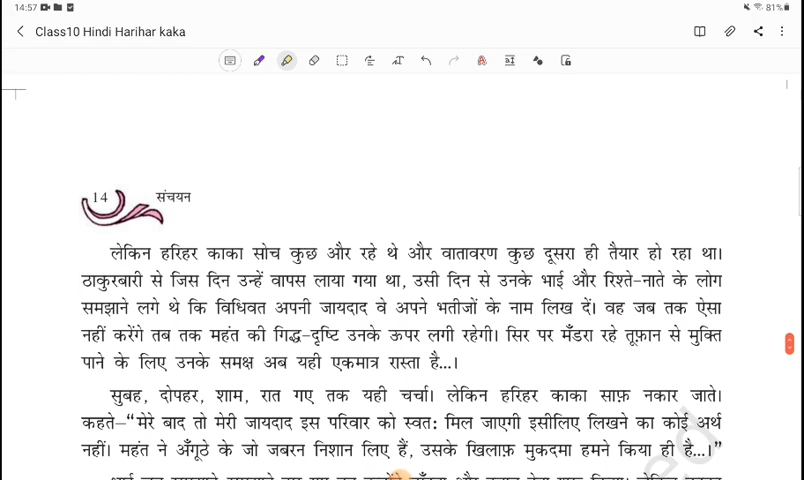 14:57
81%
Class10 Hindi Harihar kaka
14 संचयन
लेकिन हरिहर काका सोच कुछ और रहे थे और वातावरण कुछ दूसरा ही तैयार हो रहा था।
ठाकुरबारी से जिस दिन उन्हें वापस लाया गया था, उसी दिन से उनके भाई और रिश्ते-नाते के लोग
समझाने लगे थे कि विधिवत अपनी जायदाद वे अपने भतीजों के नाम लिख दें। वह जब तक ऐसा
नहीं करेंगे तब तक महंत की गिद्ध-दृष्टि उनके ऊपर लगी रहेगी। सिर पर मँडरा रहे तूफ़ान से मुक्ति
पाने के लिए उनके समक्ष अब यही एकमात्र रास्ता है...।
सुबह, दोपहर, शाम, रात गए तक यही चर्चा। लेकिन हरिहर काका साफ़ नकार जाते।
कहते–“मेरे बाद तो मेरी जायदाद इस परिवार को स्वत: मिल जाएगी इसीलिए लिखने का कोई अर्थ
नहीं। महंत ने अँगूठे के जो जबरन निशान लिए हैं, उसके खिलाफ़ मुकदमा हमने किया ही है...।”